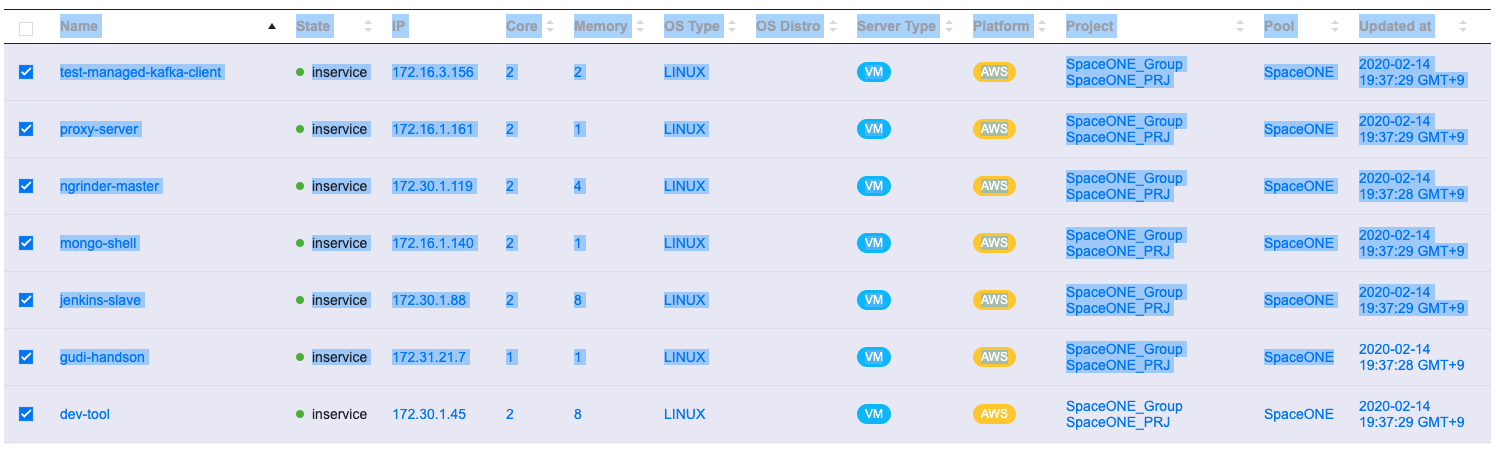 Name State IP Core Memory OS Type OS Distro Server Type Platform Project Pool Updated at
test-managed-kafka-client inservice 172.16.3.156 2 2 LINUX VM AWS SpaceONE_Group SpaceONE 2020-02-14
SpaceONE_PRJ 19:37:29 GMT+9
proxy-server inservice 172.16.1.161 2 1 LINUX VM AWS SpaceONE_Group SpaceONE 2020-02-14
SpaceONE_PRJ 19:37:29 GMT+9
ngrinder-master inservice 172.30.1.119 2 4 LINUX VM AWS SpaceONE_Group SpaceONE 2020-02-14
SpaceONE_PRJ 19:37:28 GMT+9
mongo-shell inservice 172.16.1.140 2 1 LINUX VM AWS SpaceONE_Group SpaceONE 2020-02-14
SpaceONE_PRJ 19:37:29 GMT+9
jenkins-slave inservice 172.30.1.88 2 8 LINUX VM AWS SpaceONE_Group SpaceONE 2020-02-14
SpaceONE_PRJ 19:37:29 GMT+9
gudi-handson inservice 172.31.21.7 1 1 LINUX VM AWS SpaceONE_Group SpaceONE 2020-02-14
SpaceONE_PRJ 19:37:28 GMT+9
dev-tool inservice 172.30.1.45 2 8 LINUX VM AWS SpaceONE_Group SpaceONE 2020-02-14
SpaceONE_PRJ 19:37:29 GMT+9